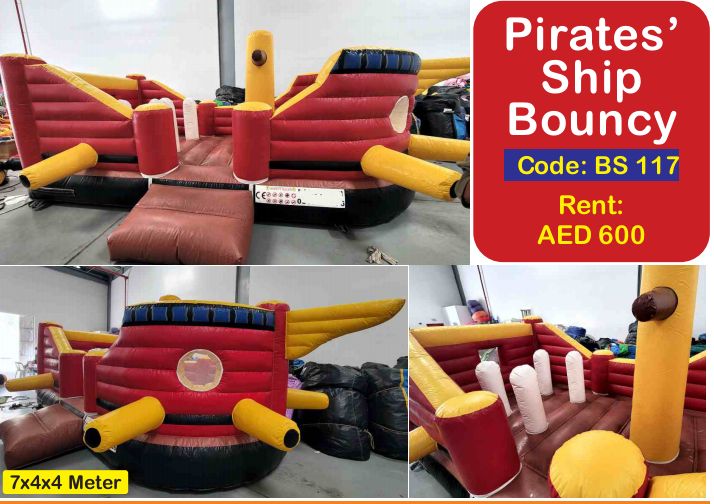 Pirates'
Ship
Bouncy
Code: BS 117
Rent:
AED 600
7x4x4 Meter